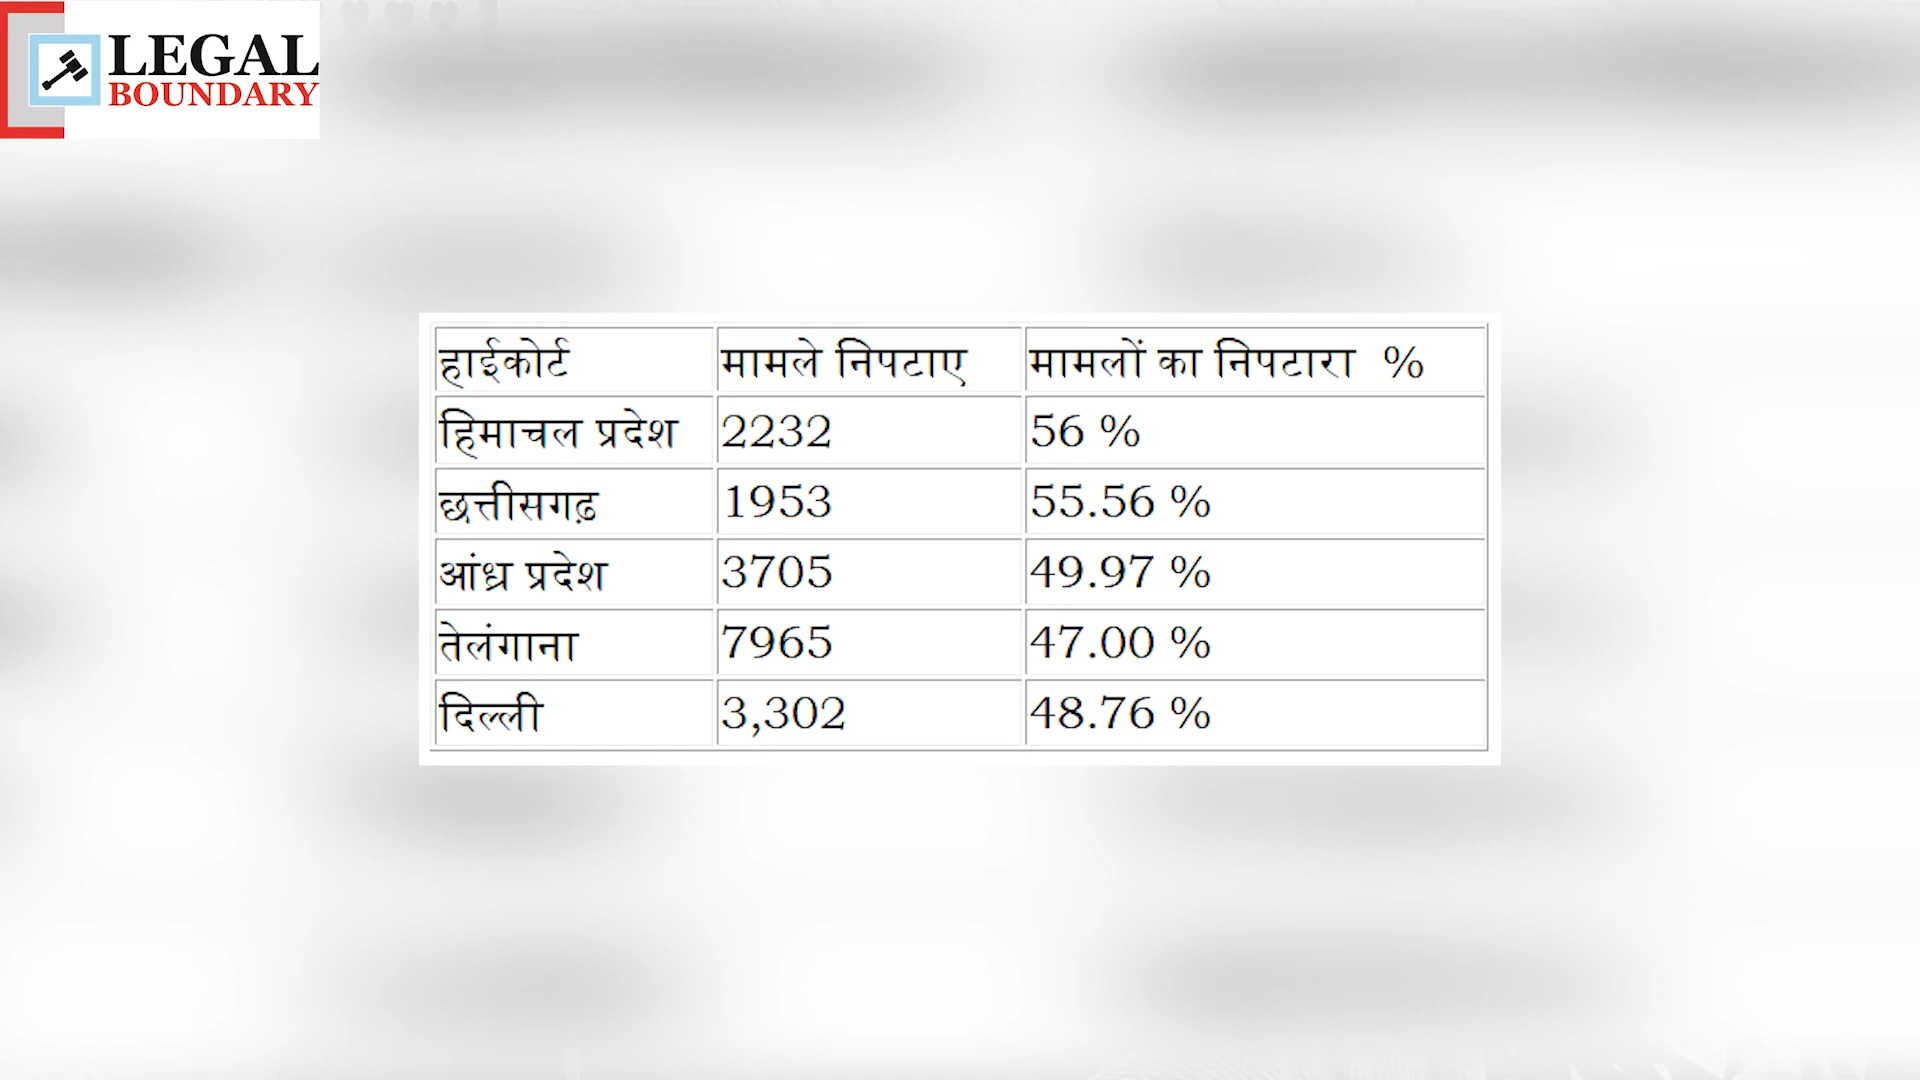 LEGAL
BOUNDARY
हाईकोर्ट मामले निपटाए मामलों का निपटारा %
हिमाचल प्रदेश 2232 56 %
छत्तीसगढ़ 1953 55.56 %
आंध्र प्रदेश 3705 49.97 %
तेलंगाना 7965 47.00 %
दिल्ली 3,302 48.76 %